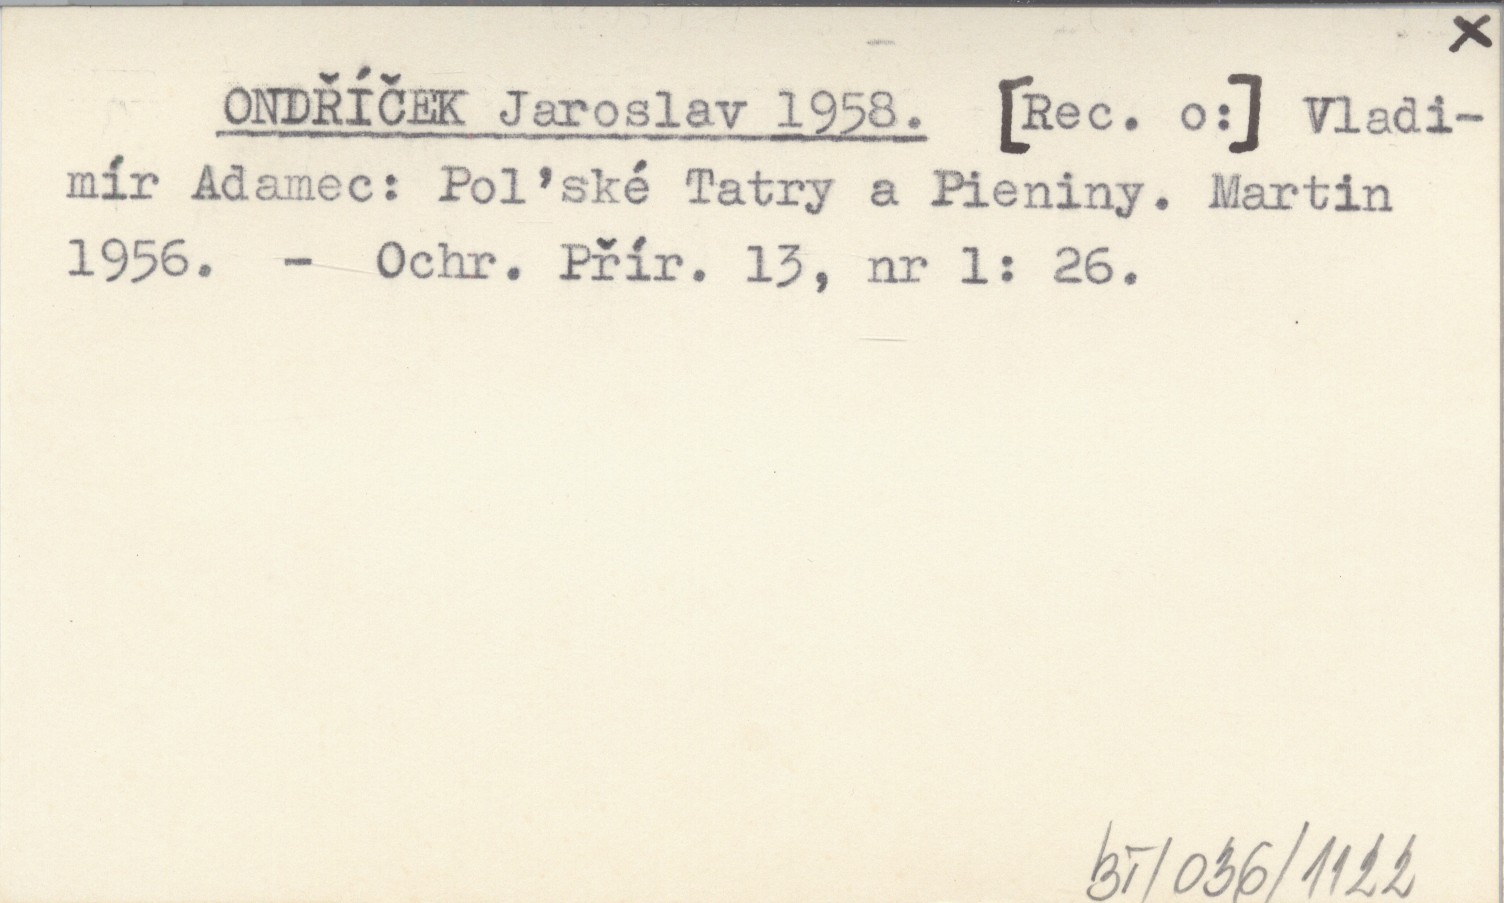 ×
ONDŘÍČEK Jaroslav 1958. [Rec. o:] Vladi-
mír Adamec: Pol'ské Tatry a Pieniny. Martin
1956. - Ochr. Přír. 13, nr 1: 26.
BT/036/1122